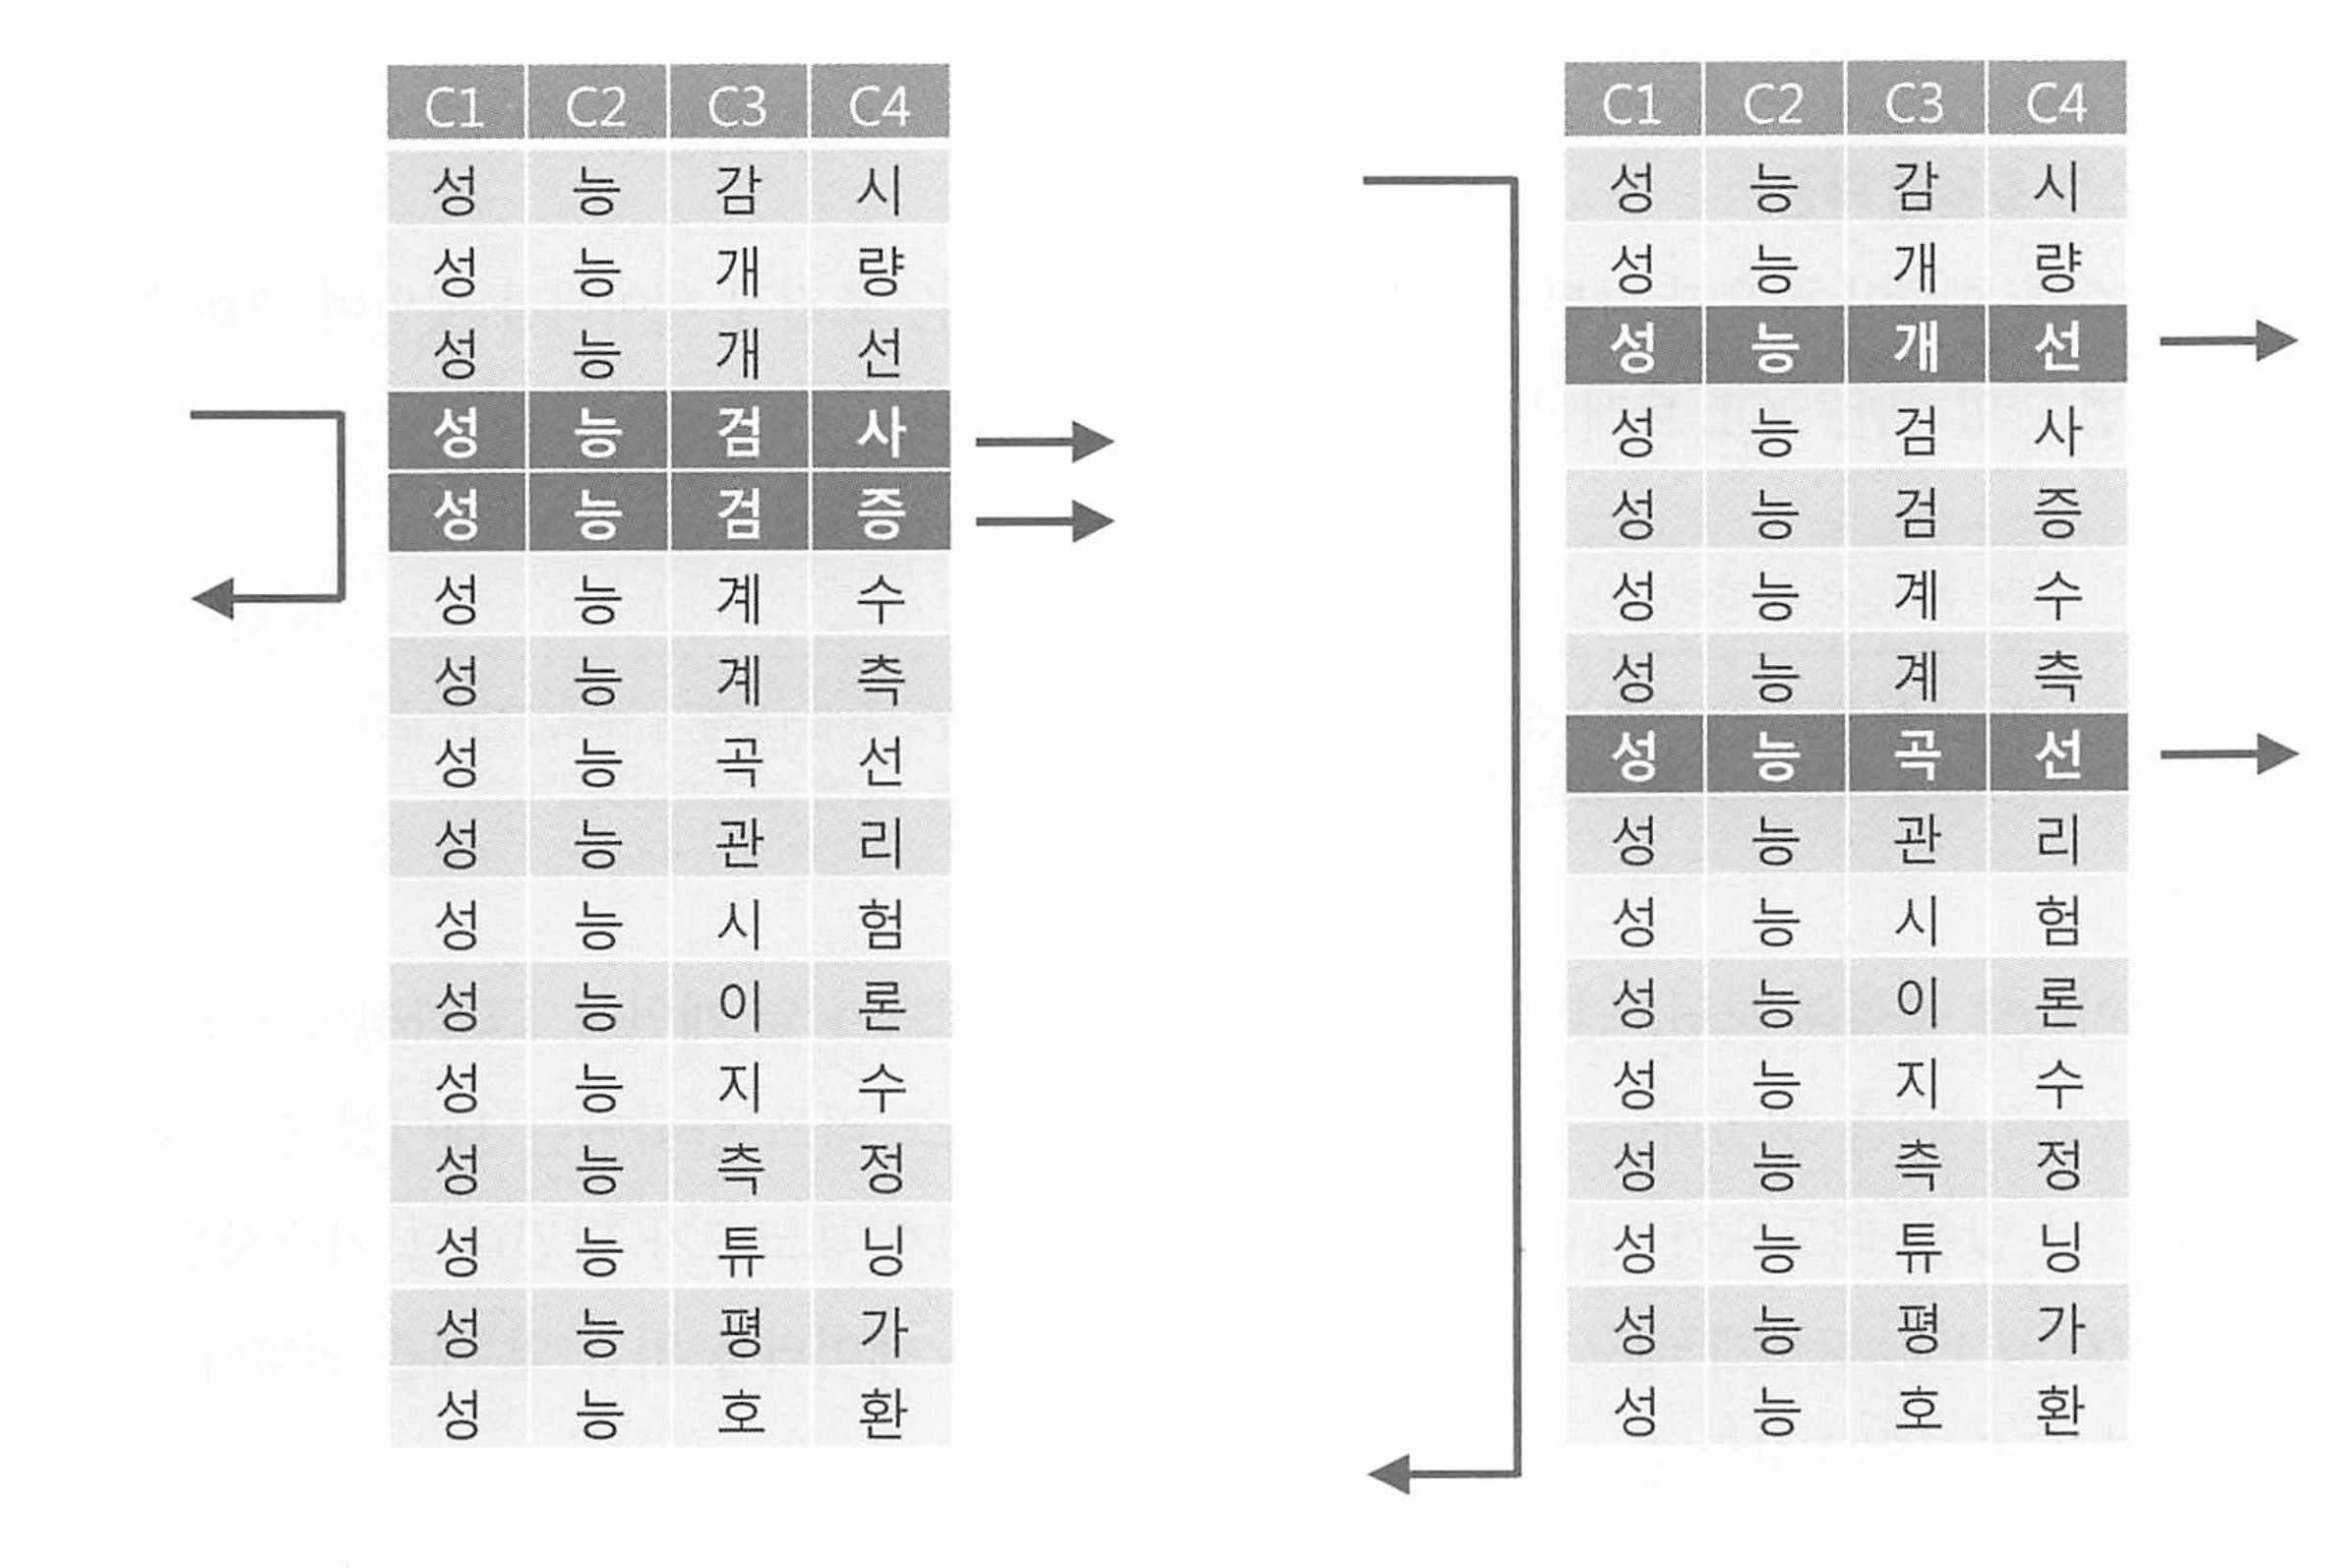 C1 C2 C3 C4
성 능 감 시
성 능 개 량
성 능 개 선
성 능 검 사
성 능 검 증
성 능 계 수
성 능 계 측
성 능 곡 선
성 능 관 리
성 능 시 험
성 능 이 론
성 능 지 수
성 능 측 정
성 능 튜 닝
성 능 평 가
성 능 호 환
C1 C2 C3 C4
성 능 감 시
성 능 개 량
성 능 개 선
성 능 검 사
성 능 검 증
성 능 계 수
성 능 계 측
성 능 곡 선
성 능 관 리
성 능 시 험
성 능 이 론
성 능 지 수
성 능 측 정
성 능 튜 닝
성 능 평 가
성 능 호 환